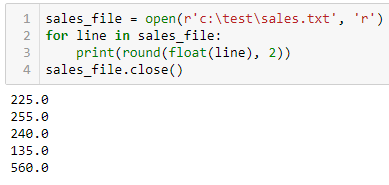 1 sales_file = open(r'c:\test\sales.txt', 'r')
2 for line in sales_file:
3     print(round(float(line), 2))
4 sales_file.close()
225.0
255.0
240.0
135.0
560.0